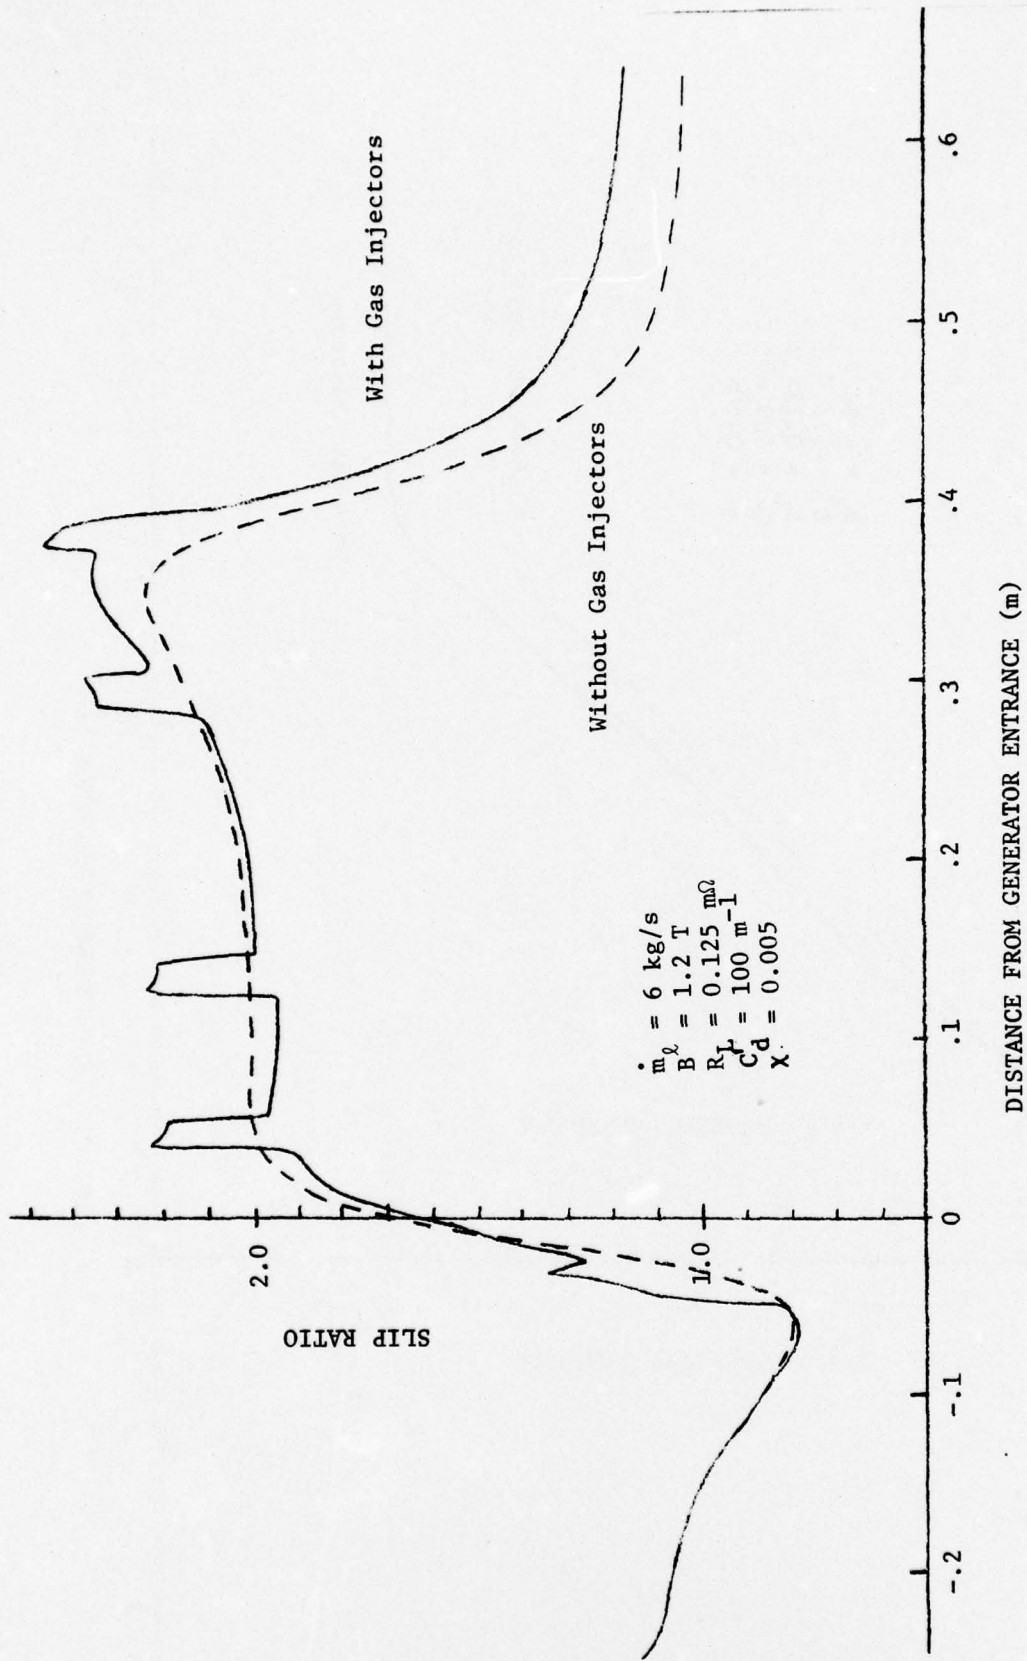 With Gas Injectors
Without Gas Injectors
SLIP RATIO
2.0
1.0
ṁℓ = 6 kg/s
B = 1.2 T
RL = 0.125 mΩ
Cr = 100 m-1
χd = 0.005
-.2
-.1
0
.1
.2
.3
.4
.5
.6
DISTANCE FROM GENERATOR ENTRANCE (m)